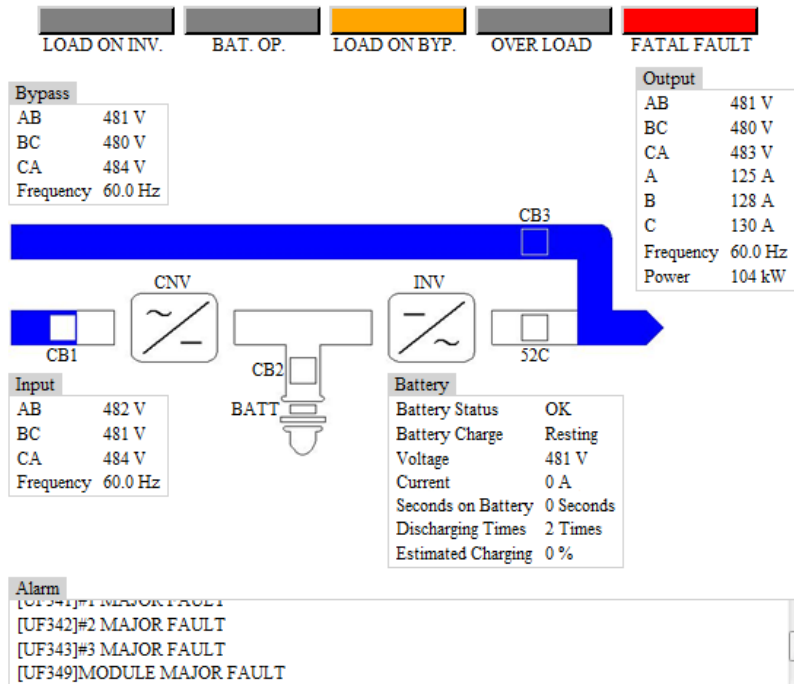 LOAD ON INV. BAT. OP. LOAD ON BYP. OVER LOAD FATAL FAULT
Bypass
AB 481 V
BC 480 V
CA 484 V
Frequency 60.0 Hz
Output
AB 481 V
BC 480 V
CA 483 V
A 125 A
B 128 A
C 130 A
Frequency 60.0 Hz
Power 104 kW
CB3
CNV
INV
CB1
CB2
52C
BATT
Input
AB 482 V
BC 481 V
CA 484 V
Frequency 60.0 Hz
Battery
Battery Status OK
Battery Charge Resting
Voltage 481 V
Current 0 A
Seconds on Battery 0 Seconds
Discharging Times 2 Times
Estimated Charging 0 %
Alarm
[UF341]#1 MAJOR FAULT
[UF342]#2 MAJOR FAULT
[UF343]#3 MAJOR FAULT
[UF349]MODULE MAJOR FAULT